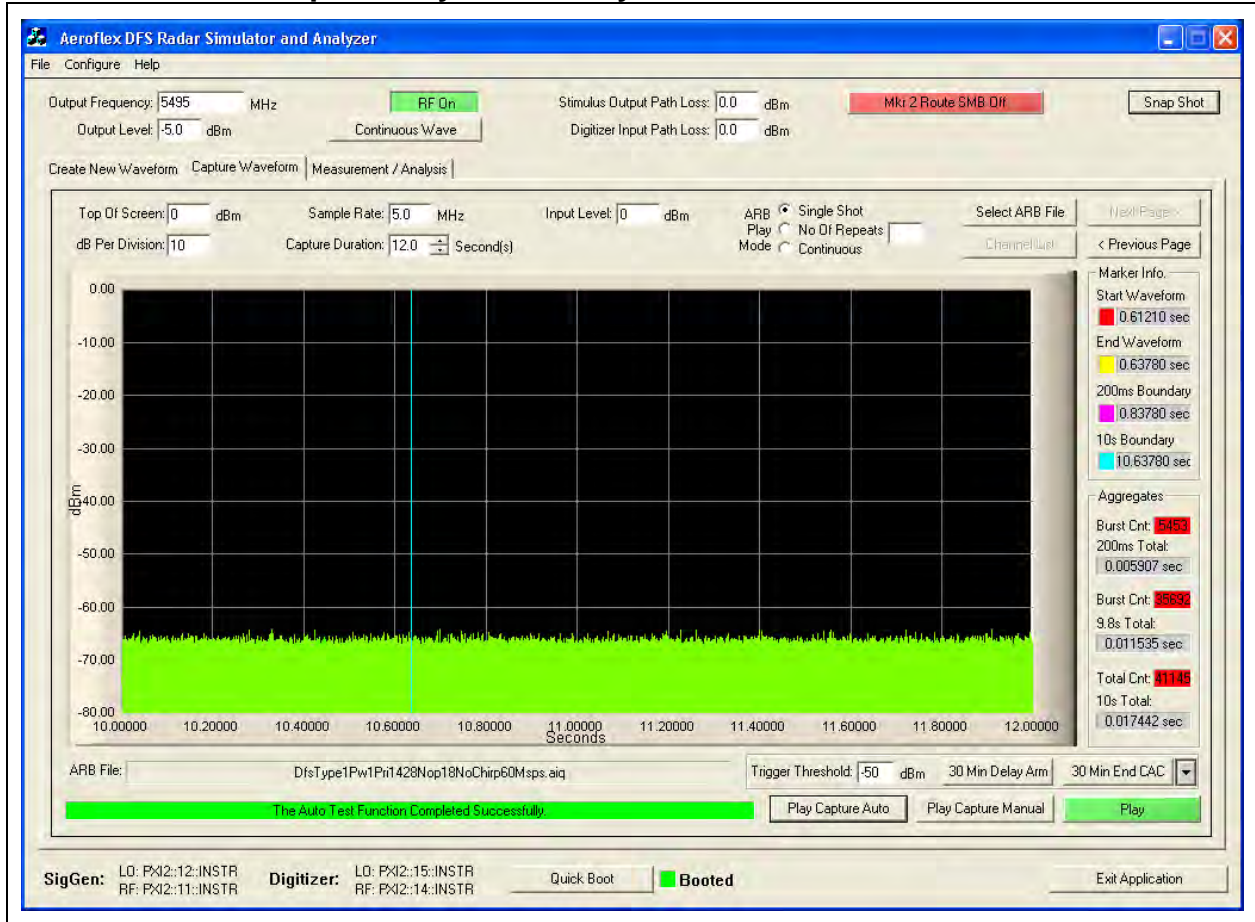 Aeroflex DFS Radar Simulator and Analyzer
File Configure Help
Output Frequency: 5495 MHz
RF On
Stimulus Output Path Loss: 0.0 dBm
Mkr 2 Route SMB Off
Snap Shot
Output Level: -5.0 dBm
Continuous Wave
Digitizer Input Path Loss: 0.0 dBm
Create New Waveform Capture Waveform Measurement / Analysis
Top Of Screen: 0 dBm
Sample Rate: 5.0 MHz
Input Level: 0 dBm
ARB Play Mode
Single Shot
No Of Repeats
Continuous
Select ARB File
Next Page >
dB Per Division: 10
Capture Duration: 12.0 Second(s)
Channel List
< Previous Page
0.00
-10.00
-20.00
-30.00
-40.00
-50.00
-60.00
-70.00
-80.00
dBm
10.00000 10.20000 10.40000 10.60000 10.80000 11.00000 11.20000 11.40000 11.60000 11.80000 12.00000
Seconds
Marker Info.
Start Waveform
0.61210 sec
End Waveform
0.63780 sec
200ms Boundary
0.83780 sec
10s Boundary
10.63780 sec
Aggregates
Burst Cnt: 5453
200ms Total:
0.005907 sec
Burst Cnt: 35692
9.8s Total:
0.011535 sec
Total Cnt: 41145
10s Total:
0.017442 sec
ARB File: DfsType1Pw1Pri1428Nop18NoChirp60Msps.aiq
Trigger Threshold: -50 dBm
30 Min Delay Arm
30 Min End CAC
The Auto Test Function Completed Successfully.
Play Capture Auto
Play Capture Manual
Play
SigGen: LO: PXI2::12::INSTR
RF: PXI2::11::INSTR
Digitizer: LO: PXI2::15::INSTR
RF: PXI2::14::INSTR
Quick Boot
Booted
Exit Application